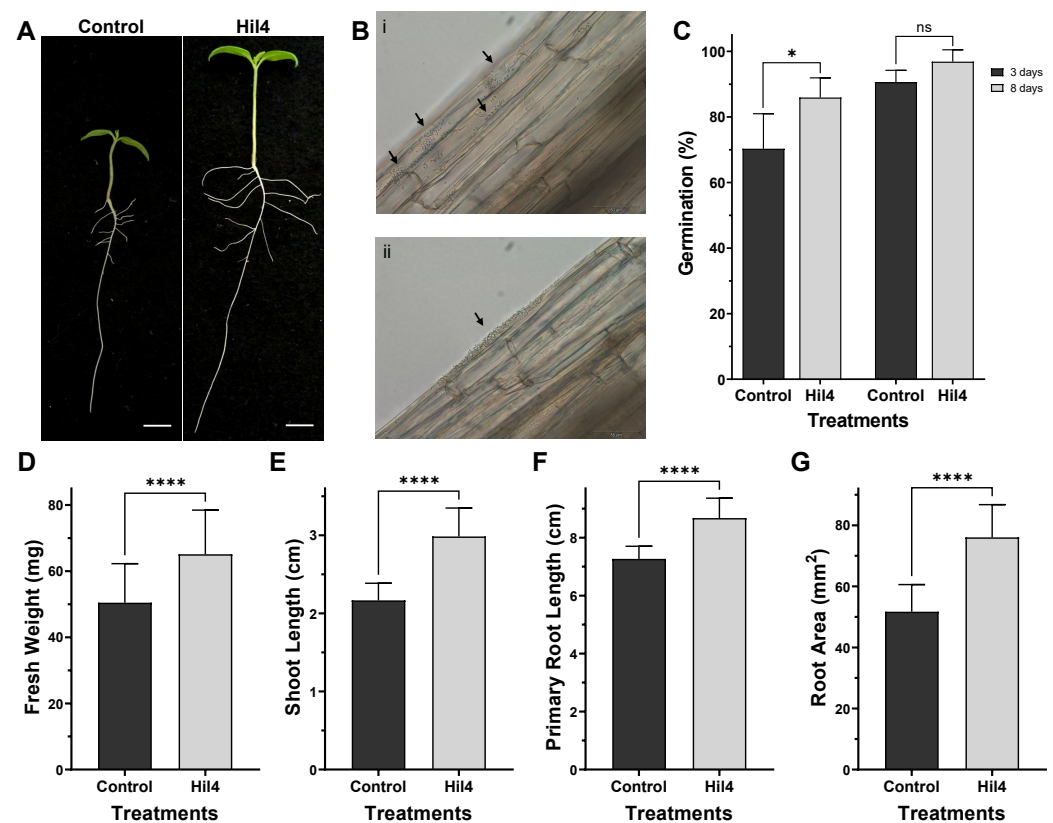 A
Control
Hil4
B
i
ii
C
Germination (%)
100
80
60
40
20
0
*
ns
3 days
8 days
Control
Hil4
Control
Hil4
Treatments
D
Fresh Weight (mg)
80
60
40
20
0
****
Control
Hil4
Treatments
E
Shoot Length (cm)
3
2
1
0
****
Control
Hil4
Treatments
F
Primary Root Length (cm)
8
6
4
2
0
****
Control
Hil4
Treatments
G
Root Area (mm²)
80
60
40
20
0
****
Control
Hil4
Treatments